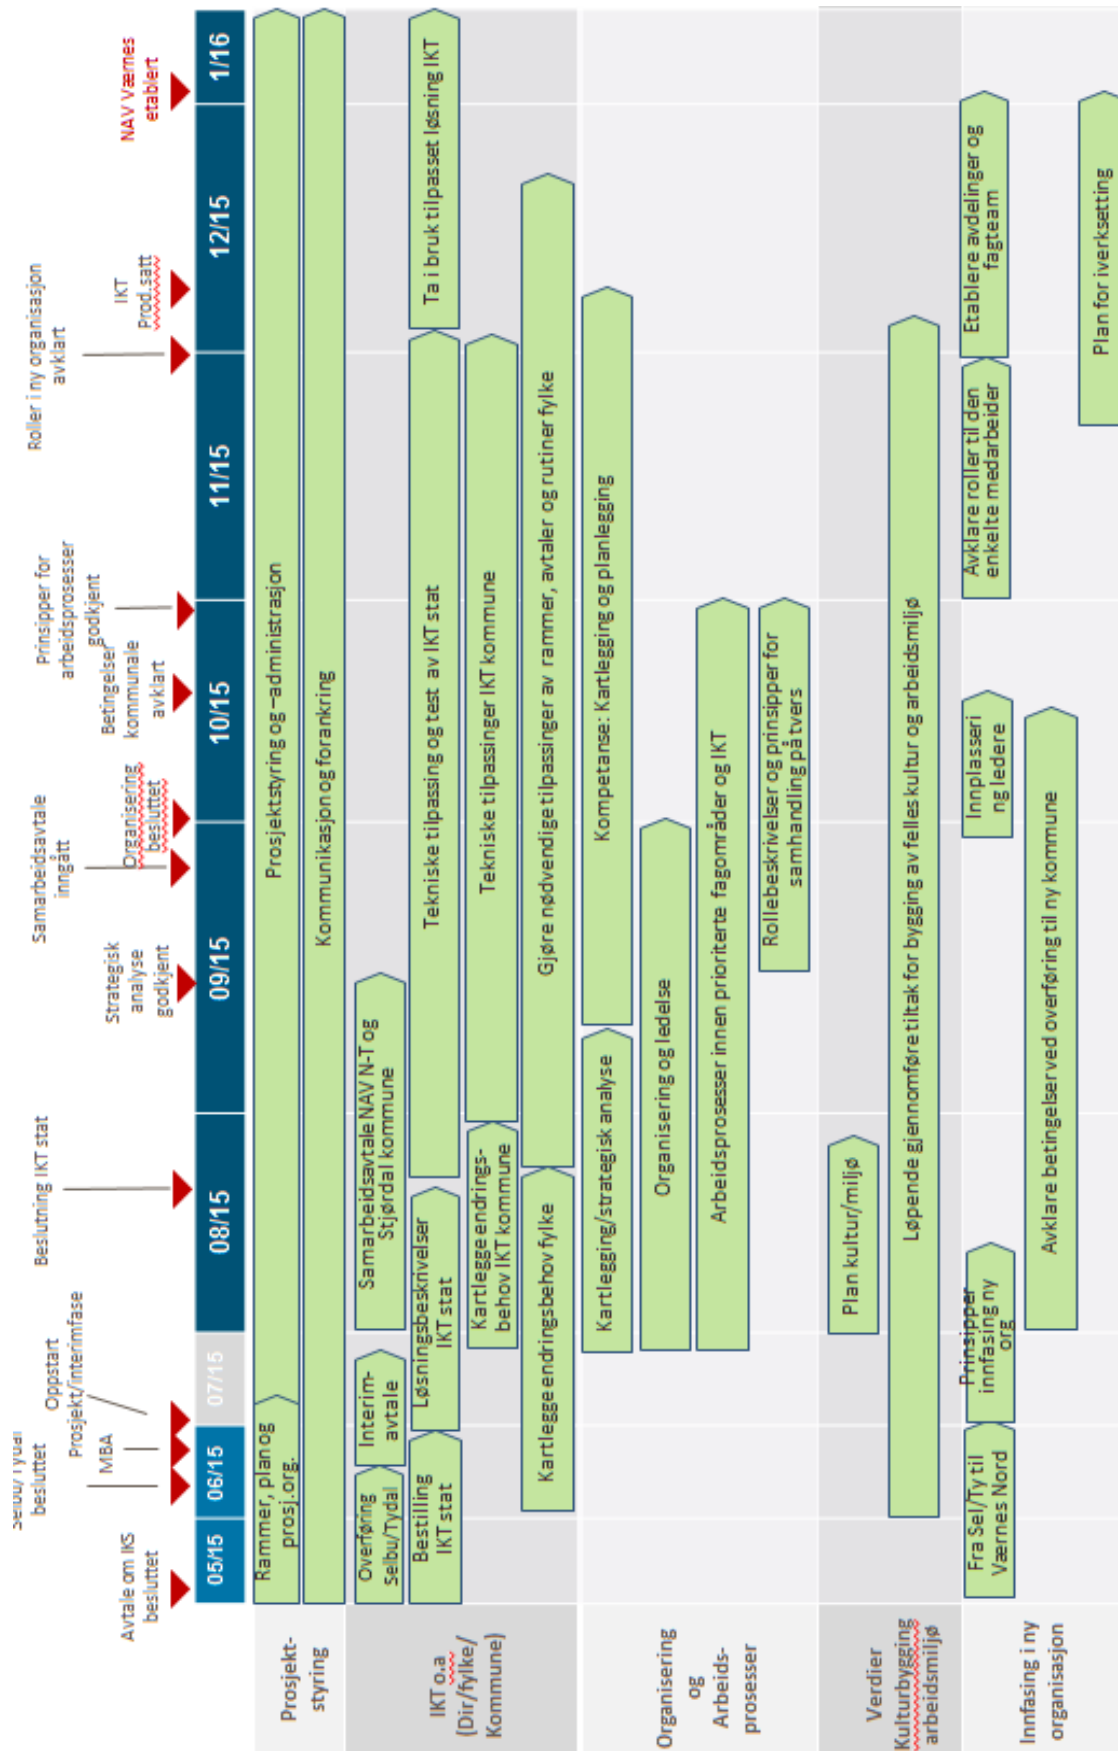 Avtale om IKS
besluttet
Selbu/Tydal
besluttet
MBA
Oppstart
Prosjekt/interimfase
Beslutning IKT stat
Strategisk
analyse
godkjent
Samarbeidsavtale
inngått
Organisering
besluttet
Betingelser
kommunale
avklart
Prinsipper for
arbeidsprosesser
godkjent
Roller i ny organisasjon
avklart
IKT
Prod.satt
NAV Værnes
etablert
05/15
06/15
07/15
08/15
09/15
10/15
11/15
12/15
1/16
Prosjekt-
styring
Rammer, plan og
prosj.org.
Prosjektstyring og –administrasjon
Kommunikasjon og forankring
IKT o.a
(Dir/fylke/
Kommune)
Overføring
Selbu/Tydal
Interim-
avtale
Samarbeidsavtale NAV N-T og
Stjørdal kommune
Bestilling
IKT stat
Løsningsbeskrivelser
IKT stat
Tekniske tilpassing og test av IKT stat
Ta i bruk tilpasset løsning IKT
Kartlegge endrings-
behov IKT kommune
Tekniske tilpasninger IKT kommune
Kartlegge endringsbehov fylke
Gjøre nødvendige tilpasninger av rammer, avtaler og rutiner fylke
Organisering
og
Arbeids-
prosesser
Kartlegging/strategisk analyse
Kompetanse: Kartlegging og planlegging
Organisering og ledelse
Arbeidsprosesser innen prioriterte fagområder og IKT
Rollebeskrivelser og prinsipper for
samhandling på tvers
Verdier
Kulturbygging
arbeidsmiljø
Plan kultur/miljø
Løpende gjennomføre tiltak for bygging av felles kultur og arbeidsmiljø
Innfasing i ny
organisasjon
Fra Sel/Ty til
Værnes Nord
Prinsipper
innfasing ny
org
Innplasseri
ng ledere
Avklare roller til den
enkelte medarbeider
Etablere avdelinger og
fagteam
Avklare betingelser ved overføring til ny kommune
Plan for iverksetting